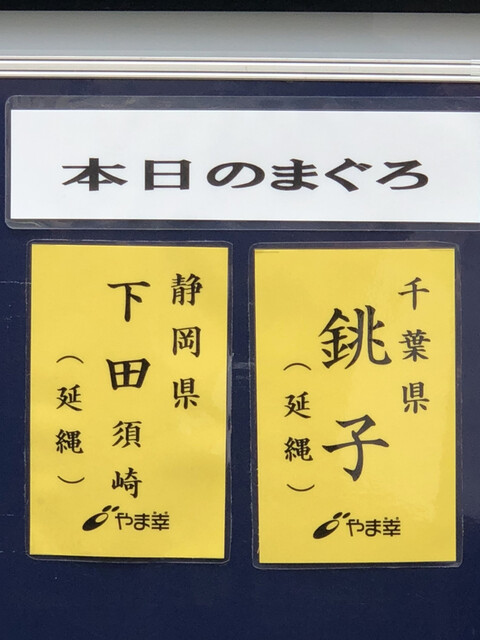 本日のまぐろ
千葉県
銚子
（延縄）
やま幸
静岡県
下田須崎
（延縄）
やま幸